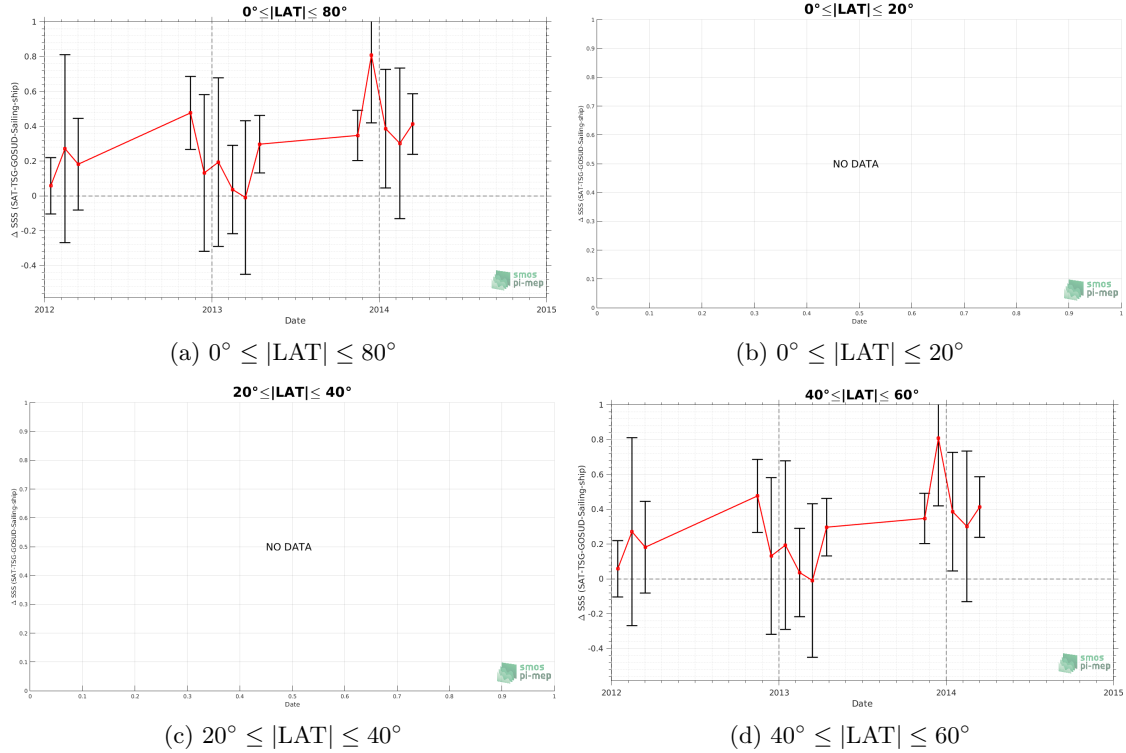 0°≤|LAT|≤ 80°
1
0.8
0.6
0.4
0.2
0
-0.2
-0.4
Δ SSS (SAT-TSG-GOSUD-Sailing-ship)
2012
2013
2014
2015
Date
smos
pi-mep
(a) 0° ≤ |LAT| ≤ 80°
0°≤|LAT|≤ 20°
1
0.9
0.8
0.7
0.6
0.5
0.4
0.3
0.2
0.1
0
Δ SSS (SAT-TSG-GOSUD-Sailing-ship)
NO DATA
0
0.1
0.2
0.3
0.4
0.5
0.6
0.7
0.8
0.9
1
Date
smos
pi-mep
(b) 0° ≤ |LAT| ≤ 20°
20°≤|LAT|≤ 40°
1
0.9
0.8
0.7
0.6
0.5
0.4
0.3
0.2
0.1
0
Δ SSS (SAT-TSG-GOSUD-Sailing-ship)
NO DATA
0
0.1
0.2
0.3
0.4
0.5
0.6
0.7
0.8
0.9
1
Date
smos
pi-mep
(c) 20° ≤ |LAT| ≤ 40°
40°≤|LAT|≤ 60°
1
0.8
0.6
0.4
0.2
0
-0.2
-0.4
Δ SSS (SAT-TSG-GOSUD-Sailing-ship)
2012
2013
2014
2015
Date
smos
pi-mep
(d) 40° ≤ |LAT| ≤ 60°